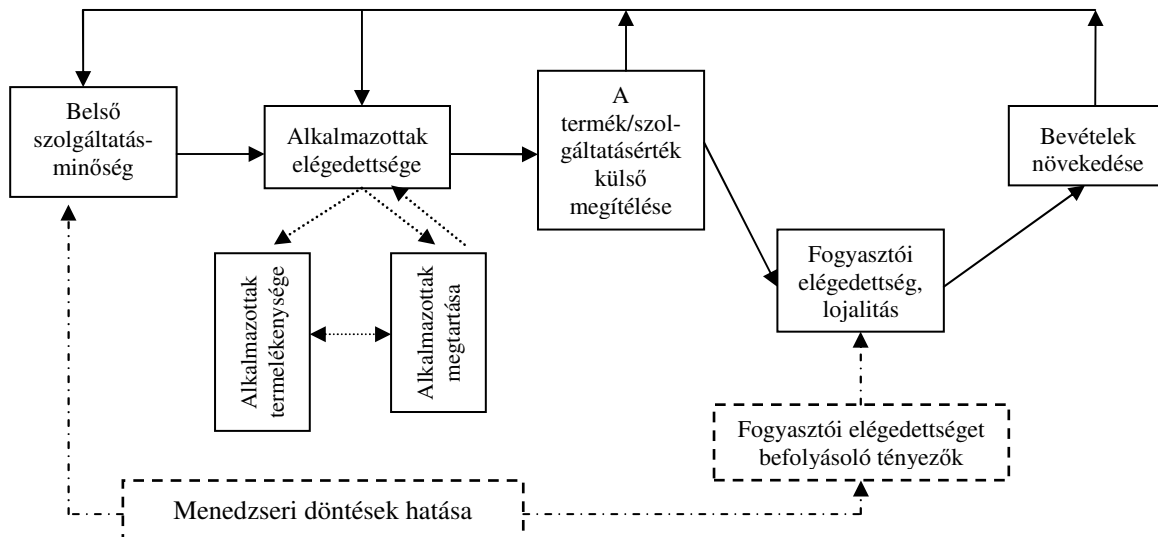 Belső
szolgáltatás-
minőség
Alkalmazottak
elégedettsége
A
termék/szol-
gáltatásérték
külső
megítélése
Bevételek
növekedése
Fogyasztói
elégedettség,
lojalitás
Alkalmazottak
termelékenysége
Alkalmazottak
megtartása
Fogyasztói elégedettséget
befolyásoló tényezők
Menedzseri döntések hatása